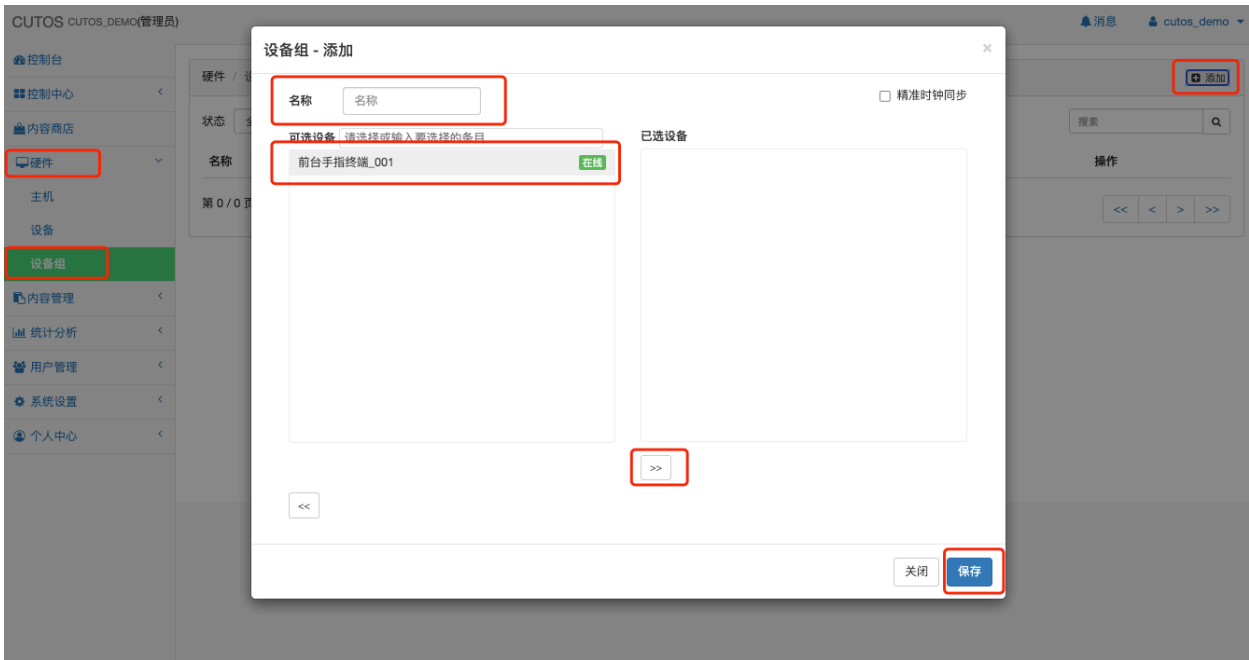 CUTOS CUTOS_DEMO(管理员)
消息
cutos_demo
控制台
控制中心
内容商店
硬件
主机
设备
设备组
内容管理
统计分析
用户管理
系统设置
个人中心
硬件 /
添加
状态
搜索
名称
操作
第 0 / 0 页
<< < > >>
设备组 - 添加
×
名称
名称
精准时钟同步
可选设备 请选择或输入要选择的条目
已选设备
前台手指终端_001
在线
>>
<<
关闭
保存